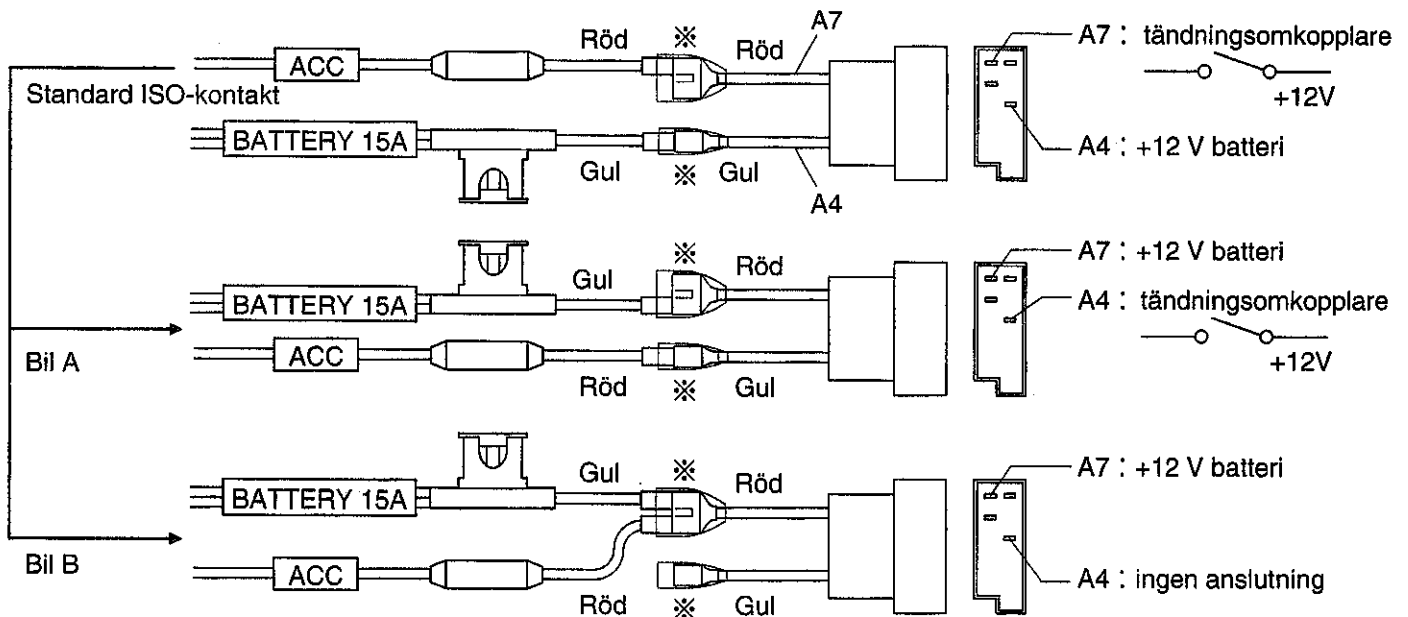 Röd ※ Röd A7
ACC
Standard ISO-kontakt
BATTERY 15A
Gul ※ Gul
A4
A7 : tändningsomkopplare
+12V
A4 : +12 V batteri
Gul ※ Röd
BATTERY 15A
ACC
Bil A
Röd ※ Gul
A7 : +12 V batteri
A4 : tändningsomkopplare
+12V
Gul ※ Röd
BATTERY 15A
ACC
Bil B
Röd ※ Gul
A7 : +12 V batteri
A4 : ingen anslutning